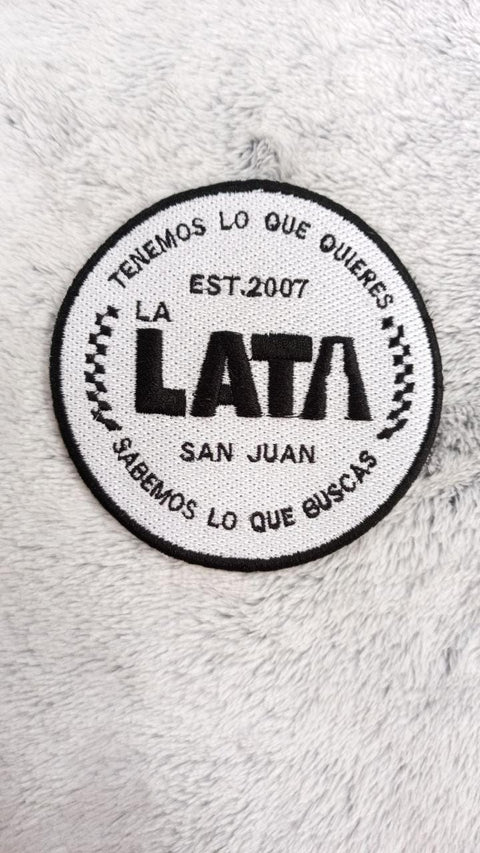 TENEMOS LO QUE QUIERES
EST.2007
LA
LATA
SAN JUAN
SABEMOS LO QUE BUSCAS